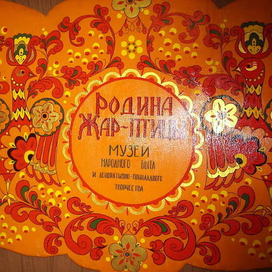 РОДИНА
ЖАР-ПТИЦЫ
МУЗЕЙ
НАРОДНОГО БЫТА
И ДЕКОРАТИВНО-ПРИКЛАДНОГО
ТВОРЧЕСТВА